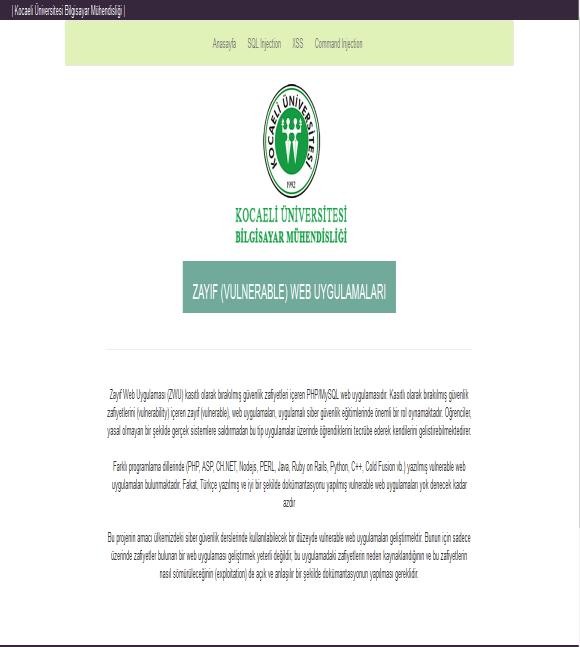 | Kocaeli Üniversitesi Bilgisayar Mühendisliği |
Anasayfa SQL Injection XSS Command Injection
KOCAELİ ÜNİVERSİTESİ
1992
KOCAELİ ÜNİVERSİTESİ
BİLGİSAYAR MÜHENDİSLİĞİ
ZAYIF (VULNERABLE) WEB UYGULAMALARI
Zayıf Web Uygulaması (ZWU) kasıtlı olarak bırakılmış güvenlik zafiyetleri içeren PHP/MySQL web uygulamasıdır. Kasıtlı olarak bırakılmış güvenlik
zafiyetlerini (vulnerability) içeren zayıf (vulnerable), web uygulamaları, uygulamalı siber güvenlik eğitimlerinde önemli bir rol oynamaktadır. Öğrenciler,
yasal olmayan bir şekilde gerçek sistemlere saldırmadan bu tip uygulamalar üzerinde öğrendiklerini tecrübe ederek kendilerini geliştirebilmektedirler.
Farklı programlama dillerinde (PHP, ASP, C#.NET, Nodejs, PERL, Java, Ruby on Rails, Python, C++, Cold Fusion vb.) yazılmış vulnerable web
uygulamaları bulunmaktadır. Fakat, Türkçe yazılmış ve iyi bir şekilde dokümantasyonu yapılmış vulnerable web uygulamaları yok denecek kadar
azdır
Bu projenin amacı ülkemizdeki siber güvenlik derslerinde kullanılabilecek bir düzeyde vulnerable web uygulamaları geliştirmektir. Bunun için sadece
üzerinde zafiyetler bulunan bir web uygulaması geliştirmek yeterli değildir, bu uygulamadaki zafiyetlerin neden kaynaklandığının ve bu zafiyetlerin
nasıl sömürüleceğinin (exploitation) de açık ve anlaşılır bir şekilde dokümantasyonun yapılması gereklidir.